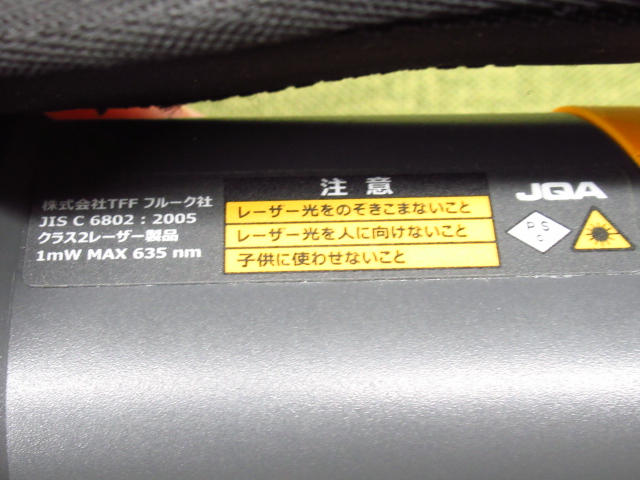 株式会社TFF フルーク社
JIS C 6802 : 2005
クラス2レーザー製品
1mW MAX 635 nm
注 意
レーザー光をのぞきこまないこと
レーザー光を人に向けないこと
子供に使わせないこと
JQA
P S
C